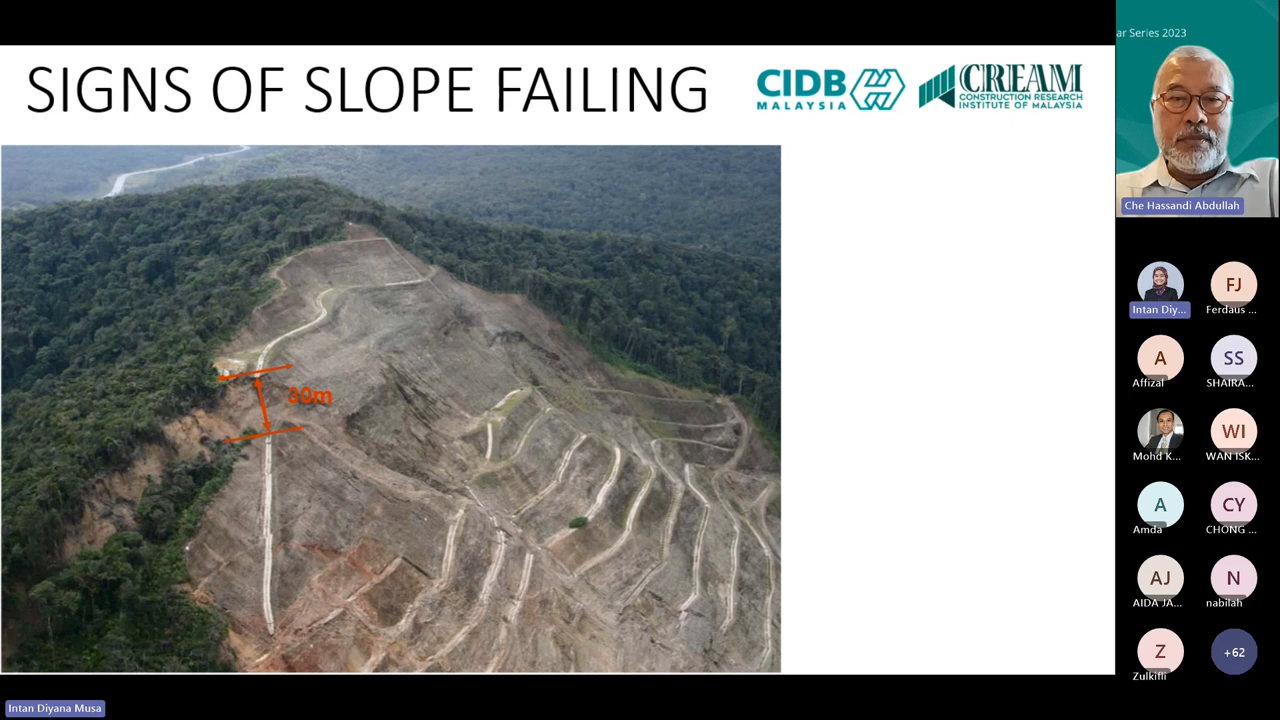 SIGNS OF SLOPE FAILING
CIDB
MALAYSIA
CREAM
CONSTRUCTION RESEARCH
INSTITUTE OF MALAYSIA
ar Series 2023
Che Hassandi Abdullah
30m
Intan Diy...
FJ
Ferdaus ...
A
Affizal
SS
SHAIRA...
Mohd K...
WI
WAN ISK...
A
Amda
CY
CHONG ...
AJ
AIDA JA...
N
nabilah
Z
Zulkifli
+62
Intan Diyana Musa